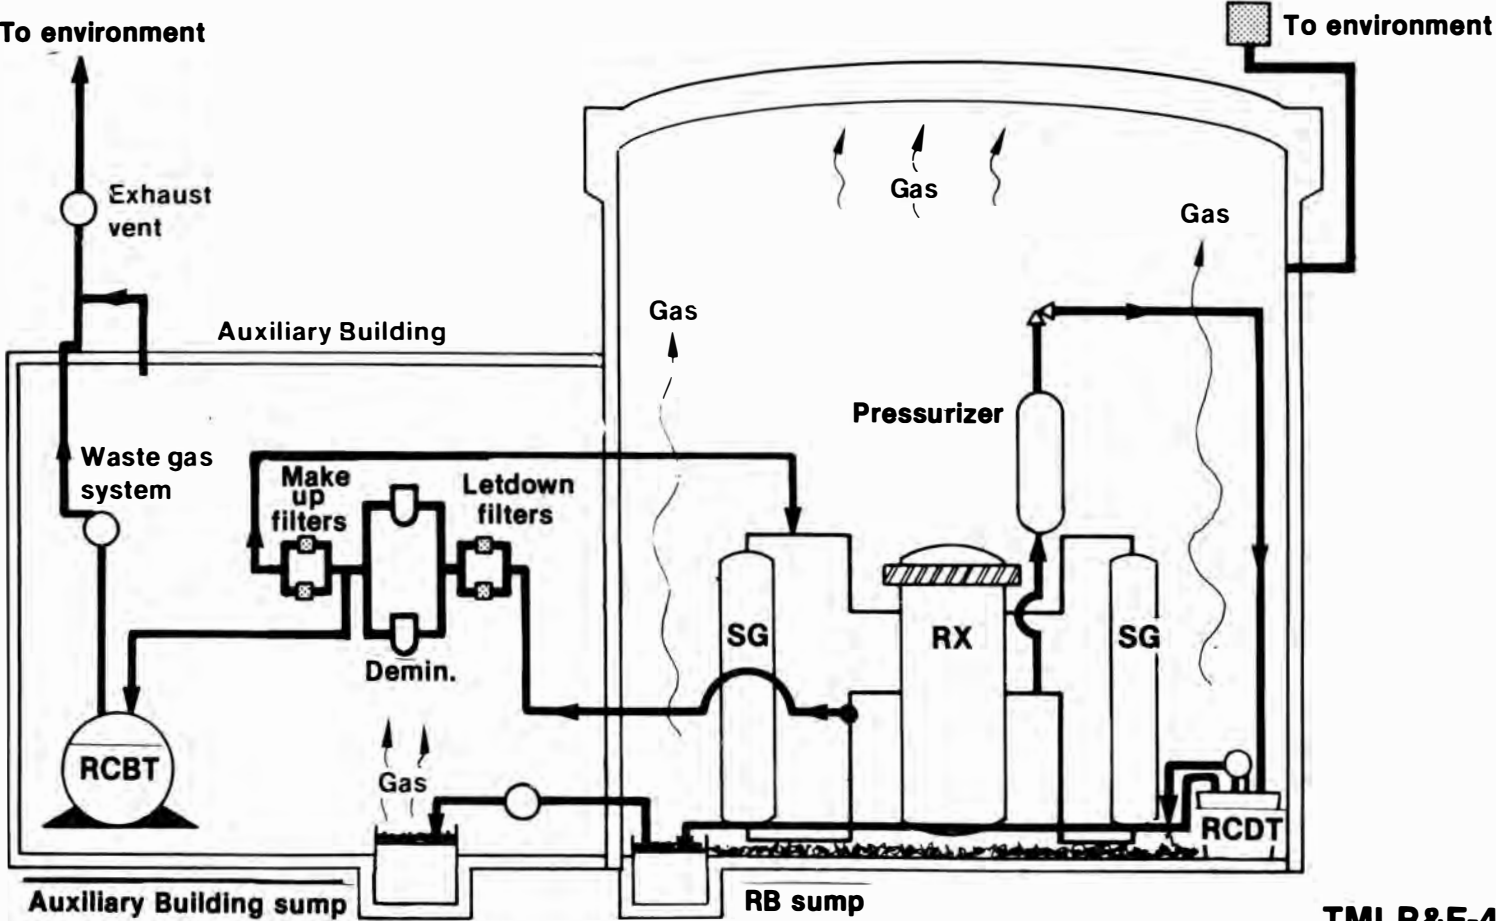 To environment
To environment
Exhaust
vent
Gas
Gas
Gas
Auxiliary Building
Pressurizer
Waste gas
system
Make
up
filters
Letdown
filters
SG
RX
SG
Demin.
RCBT
Gas
RCDT
Auxiliary Building sump
RB sump